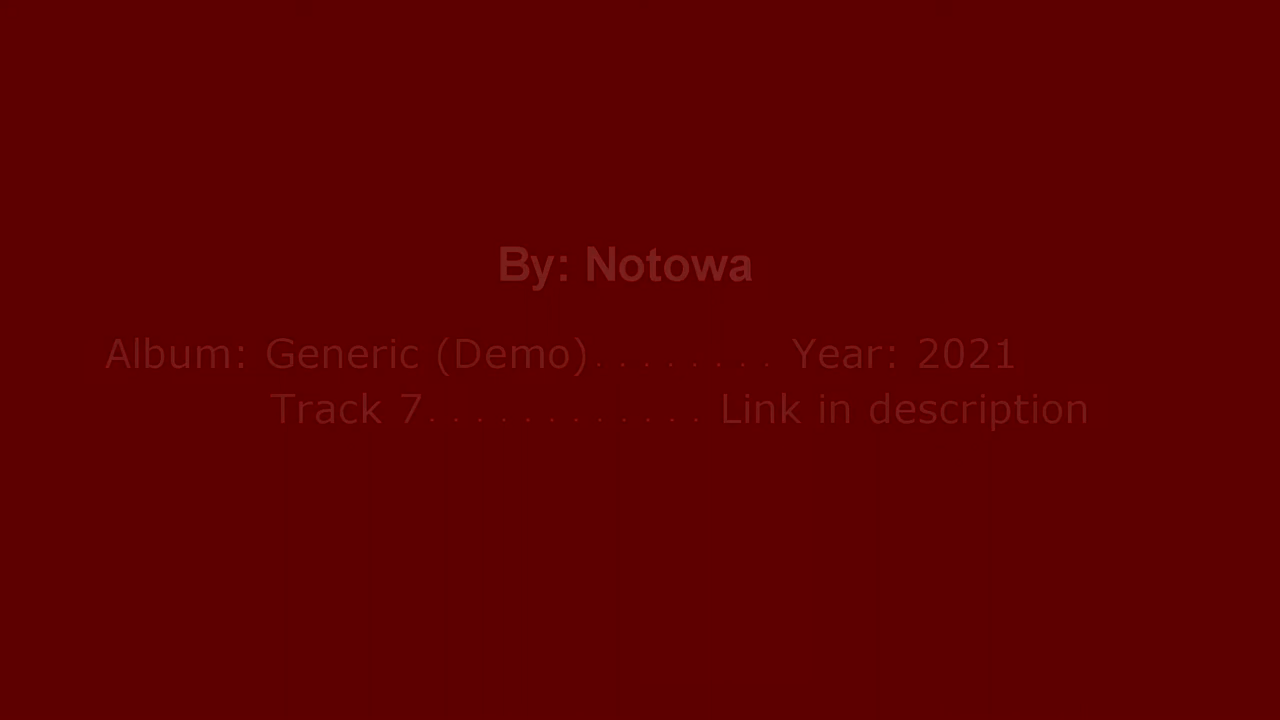 By: Notowa
Album: Generic (Demo)........ Year: 2021
Track 7............ Link in description